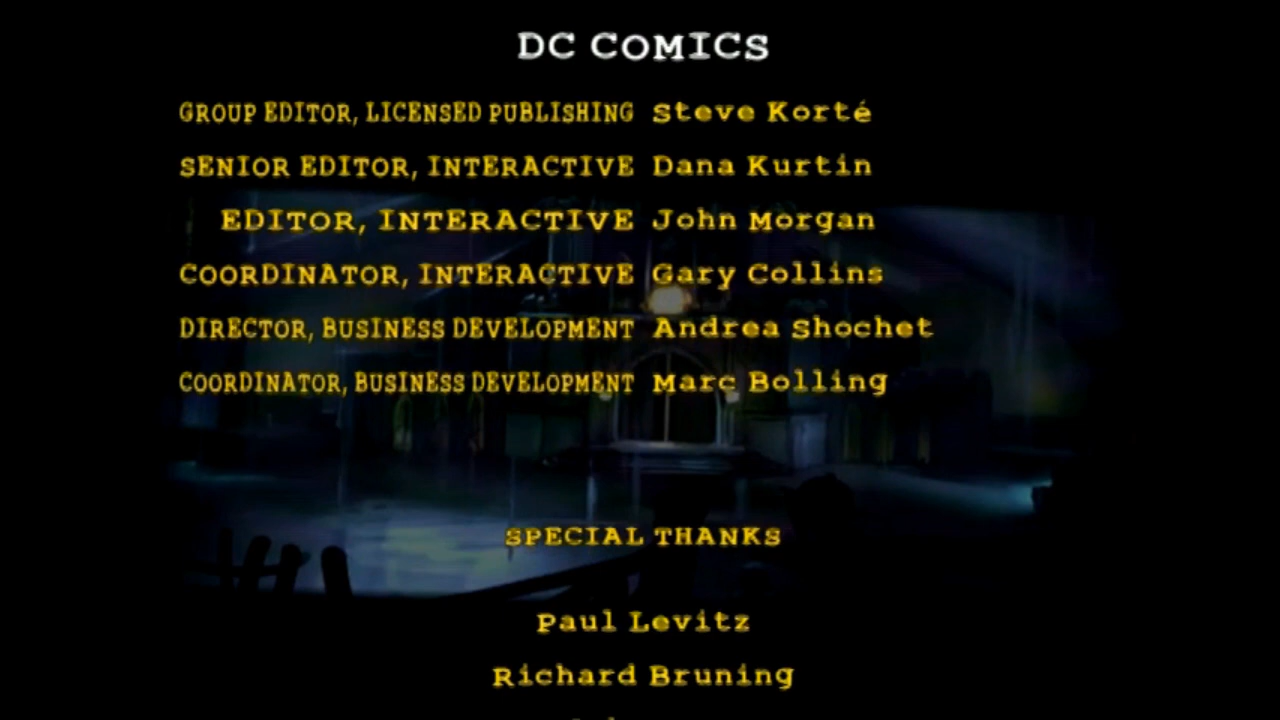 DC COMICS
GROUP EDITOR, LICENSED PUBLISHING Steve Korté
SENIOR EDITOR, INTERACTIVE Dana Kurtin
EDITOR, INTERACTIVE John Morgan
COORDINATOR, INTERACTIVE Gary Collins
DIRECTOR, BUSINESS DEVELOPMENT Andrea Shochet
COORDINATOR, BUSINESS DEVELOPMENT Marc Bolling
SPECIAL THANKS
Paul Levitz
Richard Bruning